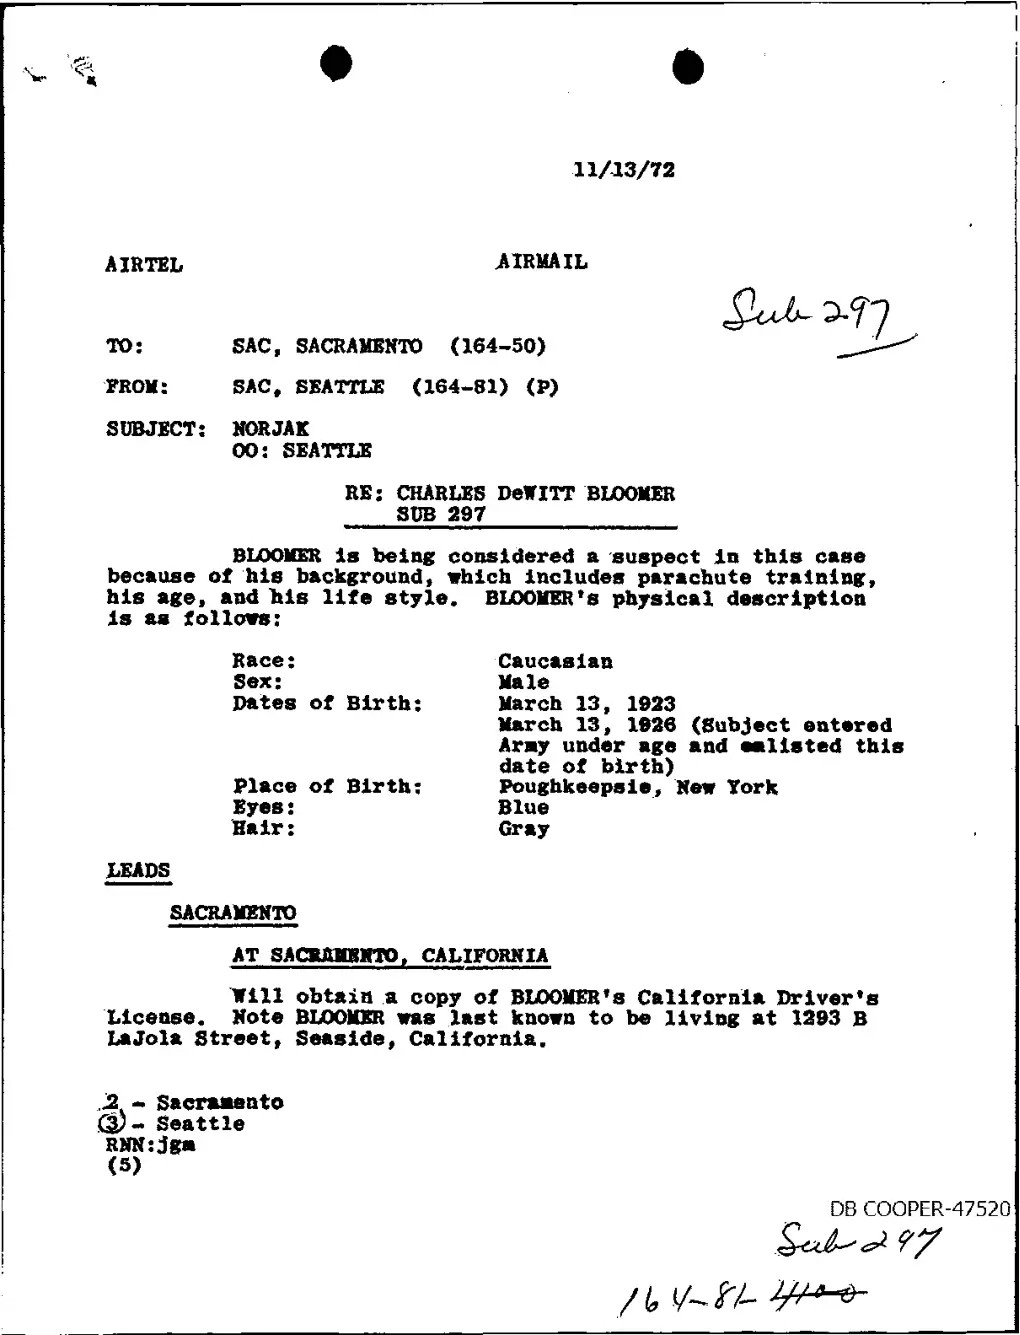 11/13/72
AIRTEL AIRMAIL
Sub 297
TO: SAC, SACRAMENTO (164-50)
FROM: SAC, SEATTLE (164-81) (P)
SUBJECT: NORJAK
OO: SEATTLE
RE: CHARLES DeWITT BLOOMER
SUB 297
BLOOMER is being considered a suspect in this case
because of his background, which includes parachute training,
his age, and his life style. BLOOMER's physical description
is as follows:
Race: Caucasian
Sex: Male
Dates of Birth: March 13, 1923
March 13, 1926 (Subject entered
Army under age and enlisted this
date of birth)
Place of Birth: Poughkeepsie, New York
Eyes: Blue
Hair: Gray
LEADS
SACRAMENTO
AT SACRAMENTO, CALIFORNIA
Will obtain a copy of BLOOMER's California Driver's
License. Note BLOOMER was last known to be living at 1293 B
LaJola Street, Seaside, California.
2 - Sacramento
3 - Seattle
RNN:jgm
(5)
DB COOPER-47520
Sub 297
164-81-4100